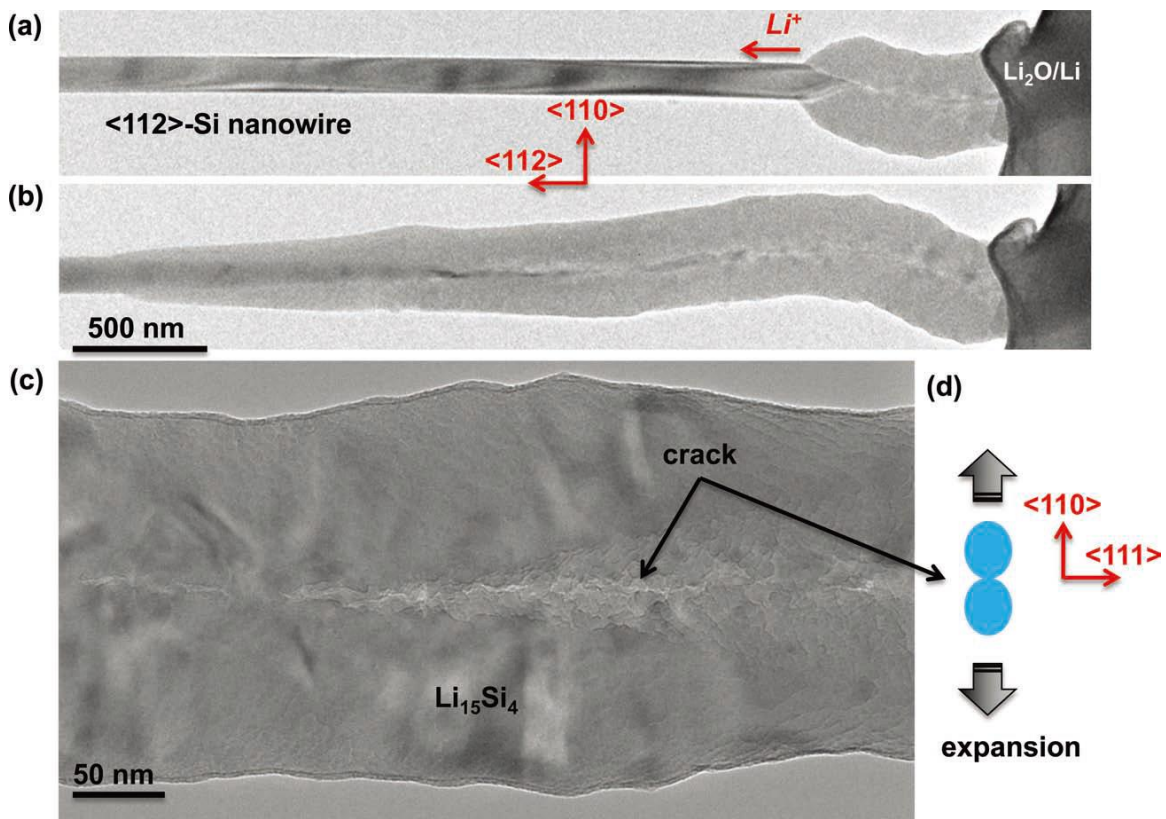 (a)
Li⁺
Li₂O/Li
<112>-Si nanowire
<110>
<112>
(b)
500 nm
(c)
(d)
crack
<110>
<111>
Li₁₅Si₄
50 nm
expansion